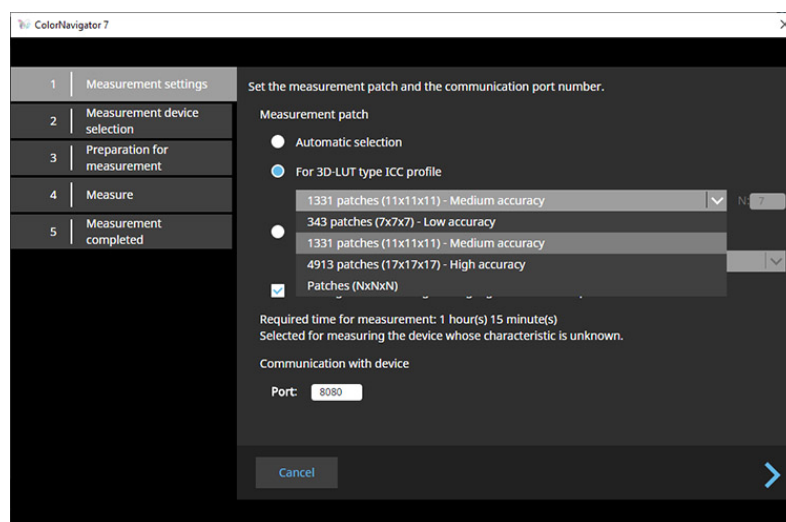 ColorNavigator 7
1 Measurement settings
2 Measurement device
selection
3 Preparation for
measurement
4 Measure
5 Measurement
completed
Set the measurement patch and the communication port number.
Measurement patch
Automatic selection
For 3D-LUT type ICC profile
1331 patches (11x11x11) - Medium accuracy
N: 7
343 patches (7x7x7) - Low accuracy
1331 patches (11x11x11) - Medium accuracy
4913 patches (17x17x17) - High accuracy
Patches (NxNxN)
Required time for measurement: 1 hour(s) 15 minute(s)
Selected for measuring the device whose characteristic is unknown.
Communication with device
Port: 8080
Cancel